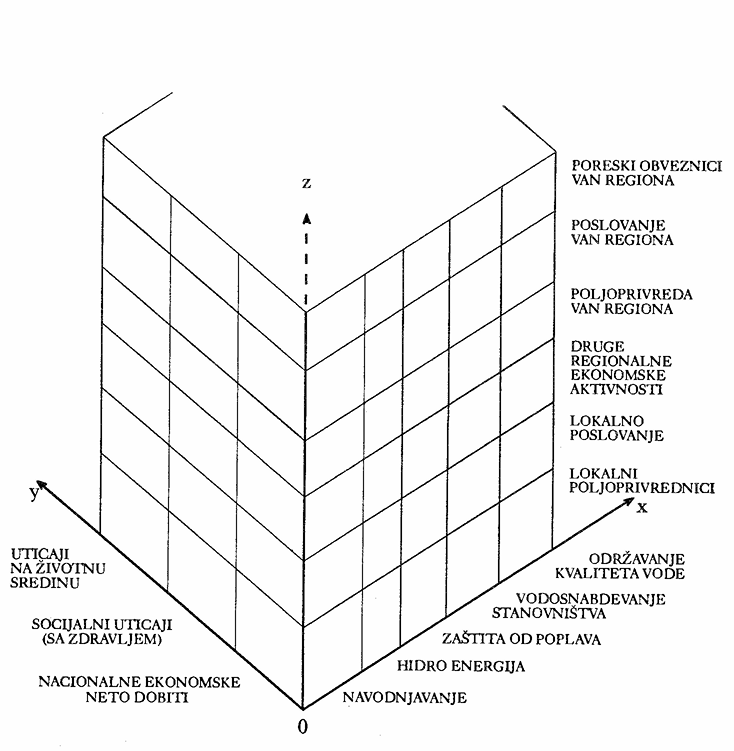 z
PORESKI OBVEZNICI
VAN REGIONA
POSLOVANJE
VAN REGIONA
POLJOPRIVREDA
VAN REGIONA
DRUGE
REGIONALNE
EKONOMSKE
AKTIVNOSTI
LOKALNO
POSLOVANJE
LOKALNI
POLJOPRIVREDNICI
y
x
UTICAJI
NA ŽIVOTNU
SREDINU
SOCIJALNI UTICAJI
(SA ZDRAVLJEM)
NACIONALNE EKONOMSKE
NETO DOBITI
ODRŽAVANJE
KVALITETA VODE
VODOSNABDEVANJE
STANOVNIŠTVA
ZAŠTITA OD POPLAVA
HIDRO ENERGIJA
NAVODNJAVANJE
0